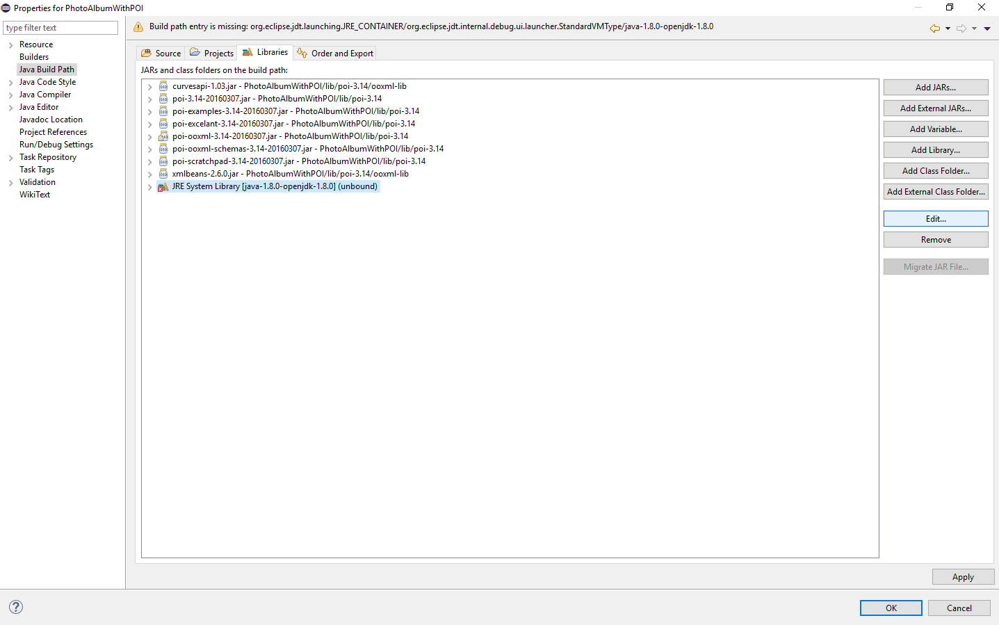 Properties for PhotoAlbumWithPOI
type filter text
Resource
Builders
Java Build Path
Java Code Style
Java Compiler
Java Editor
Javadoc Location
Project References
Run/Debug Settings
Task Repository
Task Tags
Validation
WikiText
Build path entry is missing: org.eclipse.jdt.launching.JRE_CONTAINER/org.eclipse.jdt.internal.debug.ui.launcher.StandardVMType/java-1.8.0-openjdk-1.8.0
Source Projects Libraries Order and Export
JARs and class folders on the build path:
curvesapi-1.03.jar - PhotoAlbumWithPOI/lib/poi-3.14/ooxml-lib
poi-3.14-20160307.jar - PhotoAlbumWithPOI/lib/poi-3.14
poi-examples-3.14-20160307.jar - PhotoAlbumWithPOI/lib/poi-3.14
poi-excelant-3.14-20160307.jar - PhotoAlbumWithPOI/lib/poi-3.14
poi-ooxml-3.14-20160307.jar - PhotoAlbumWithPOI/lib/poi-3.14
poi-ooxml-schemas-3.14-20160307.jar - PhotoAlbumWithPOI/lib/poi-3.14
poi-scratchpad-3.14-20160307.jar - PhotoAlbumWithPOI/lib/poi-3.14
xmlbeans-2.6.0.jar - PhotoAlbumWithPOI/lib/poi-3.14/ooxml-lib
JRE System Library [java-1.8.0-openjdk-1.8.0] (unbound)
Add JARs...
Add External JARs...
Add Variable...
Add Library...
Add Class Folder...
Add External Class Folder...
Edit...
Remove
Migrate JAR File...
Apply
OK Cancel